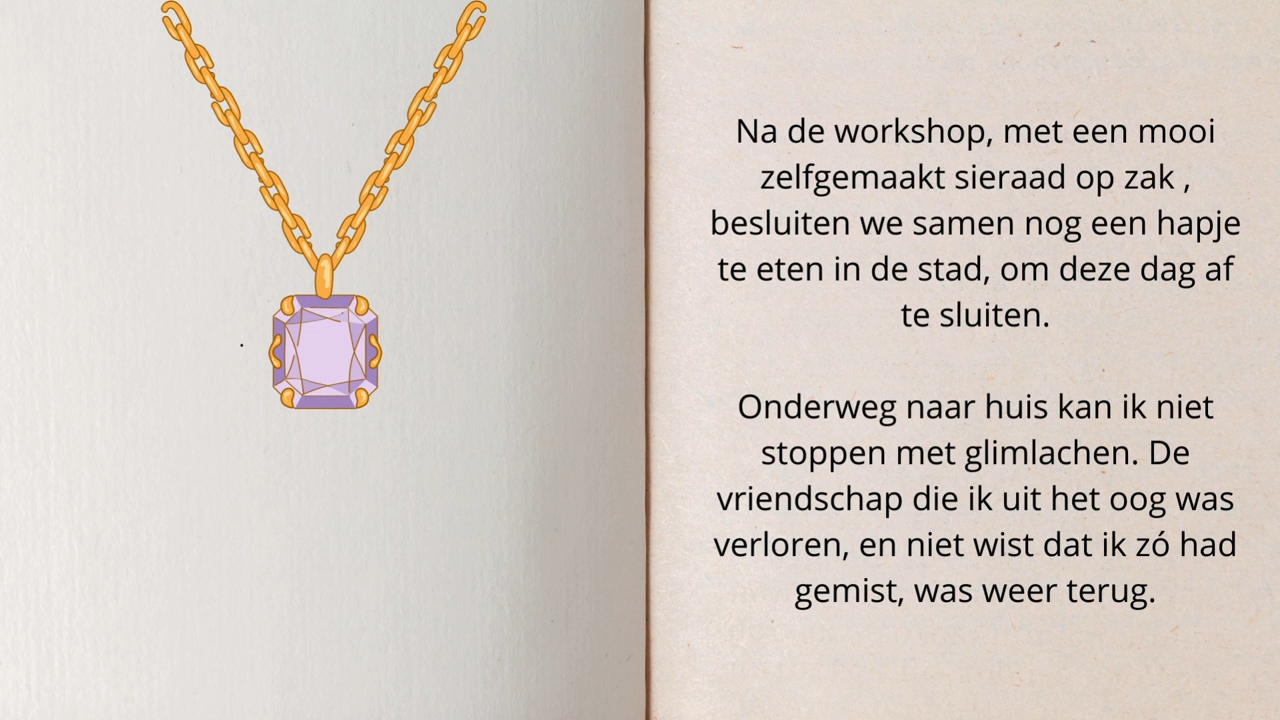 Na de workshop, met een mooi
zelfgemaakt sieraad op zak ,
besluiten we samen nog een hapje
te eten in de stad, om deze dag af
te sluiten.
Onderweg naar huis kan ik niet
stoppen met glimlachen. De
vriendschap die ik uit het oog was
verloren, en niet wist dat ik zó had
gemist, was weer terug.